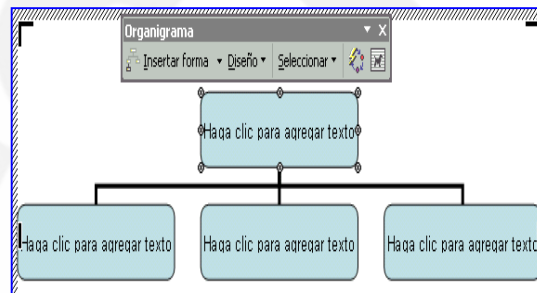 Organigrama
Insertar forma Diseño Seleccionar
Haga clic para agregar texto
Haga clic para agregar texto Haga clic para agregar texto Haga clic para agregar texto